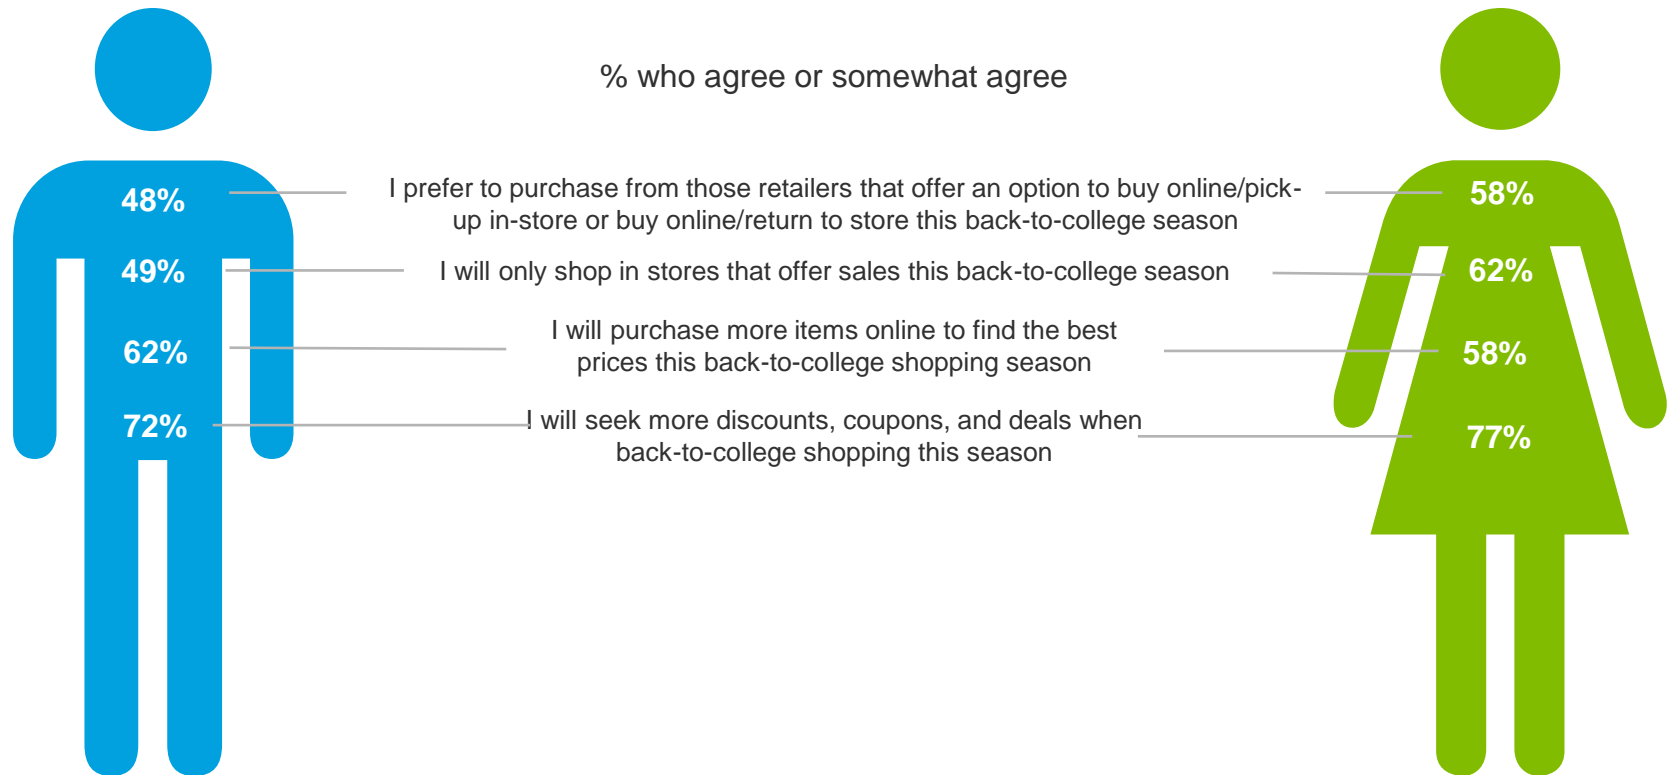 % who agree or somewhat agree
48%
I prefer to purchase from those retailers that offer an option to buy online/pick-
up in-store or buy online/return to store this back-to-college season
58%
49%
I will only shop in stores that offer sales this back-to-college season
62%
62%
I will purchase more items online to find the best
prices this back-to-college shopping season
58%
72%
I will seek more discounts, coupons, and deals when
back-to-college shopping this season
77%